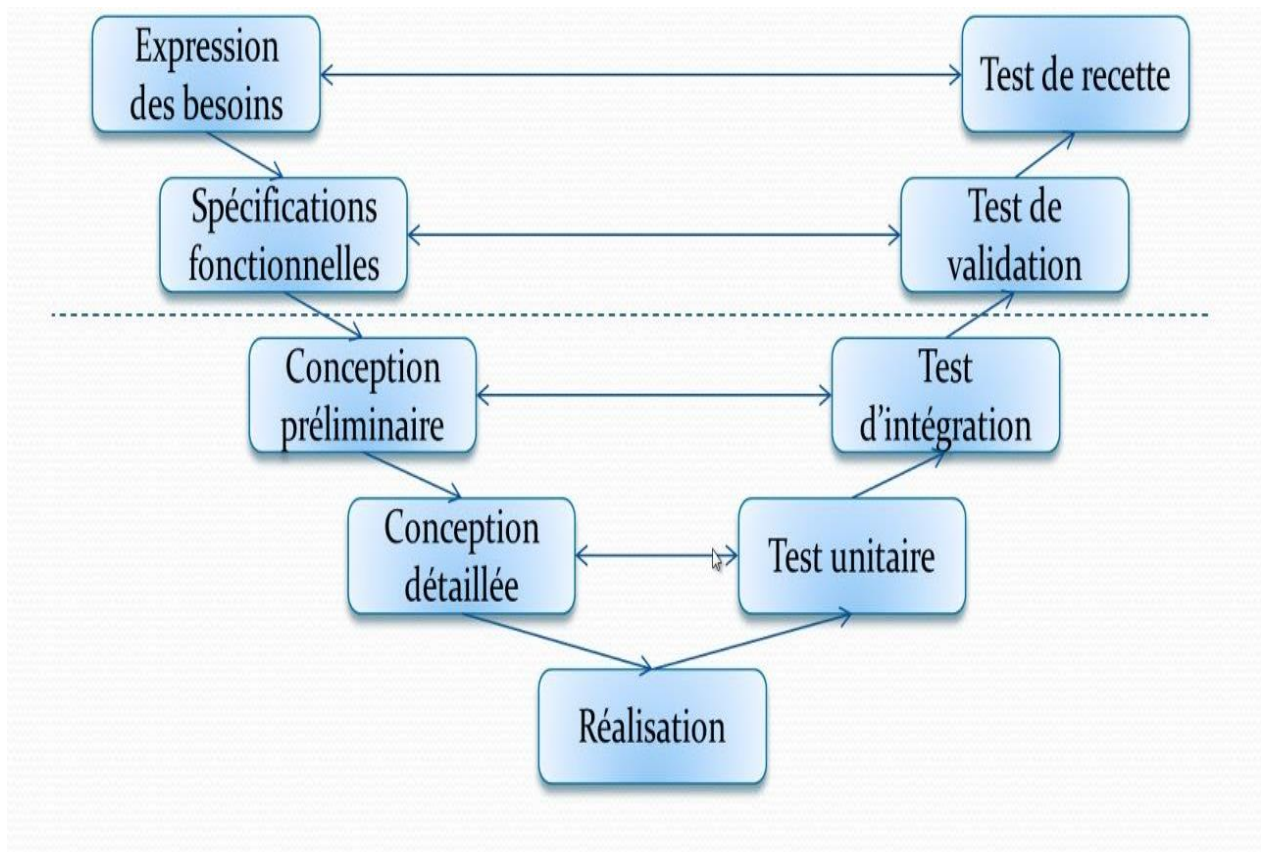 Expression
des besoins
Test de recette
Spécifications
fonctionnelles
Test de
validation
Conception
préliminaire
Test
d'intégration
Conception
détaillée
Test unitaire
Réalisation